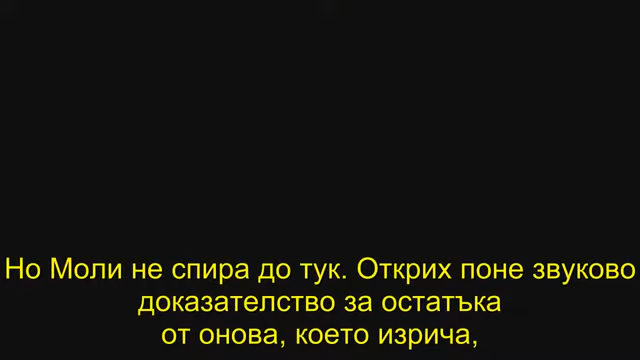 Но Моли не спира до тук. Открих поне звуково
доказателство за остатъка
от онова, което изрича,